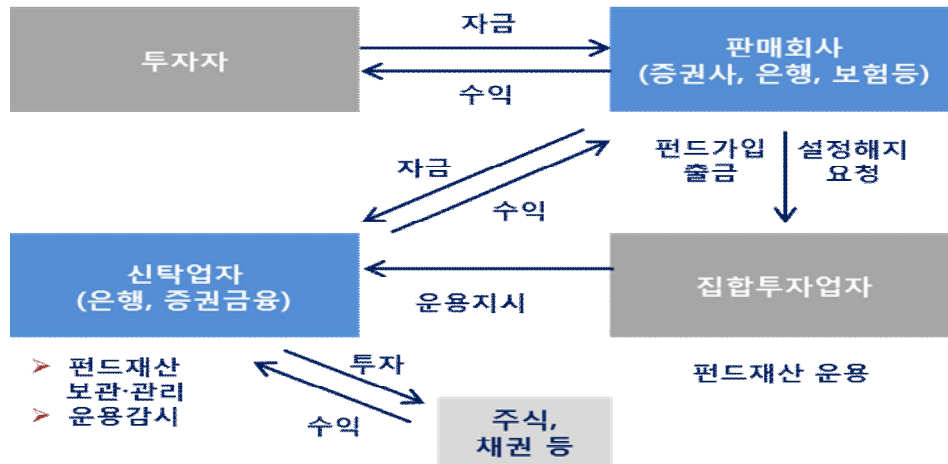 자금
투자자
판매회사
(증권사, 은행, 보험등)
수익
자금
펀드가입
출금
설정해지
요청
수익
신탁업자
(은행, 증권금융)
운용지시
집합투자업자
➢ 펀드재산
보관·관리
➢ 운용감시
투자
수익
펀드재산 운용
주식,
채권 등